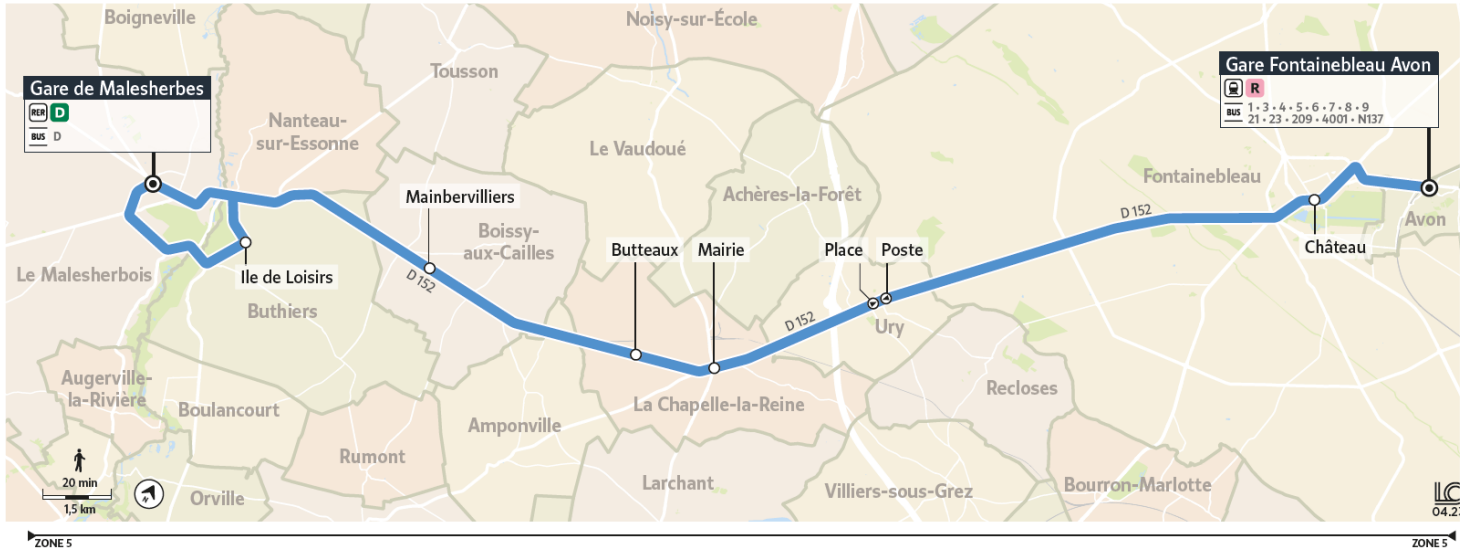 Boigneville
Noisy-sur-École
Tousson
Gare de Malesherbes
RER D
BUS D
Gare Fontainebleau Avon
R
BUS 1 • 3 • 4 • 5 • 6 • 7 • 8 • 9
21 • 23 • 209 • 4001 • N137
Nanteau-
sur-Essonne
Le Vaudoué
Achères-la-Forêt
Fontainebleau
Avon
Mainbervilliers
Boissy-
aux-Cailles
D 152
D 152
Butteaux
Mairie
Place
Poste
Château
Le Malesherbois
Ile de Loisirs
Buthiers
D 152
Ury
Augerville-
la-Rivière
Boulancourt
Recloses
La Chapelle-la-Reine
Amponville
Rumont
Larchant
Villiers-sous-Grez
Bourron-Marlotte
Orville
20 min
1,5 km
N
04.23
ZONE 5
ZONE 5